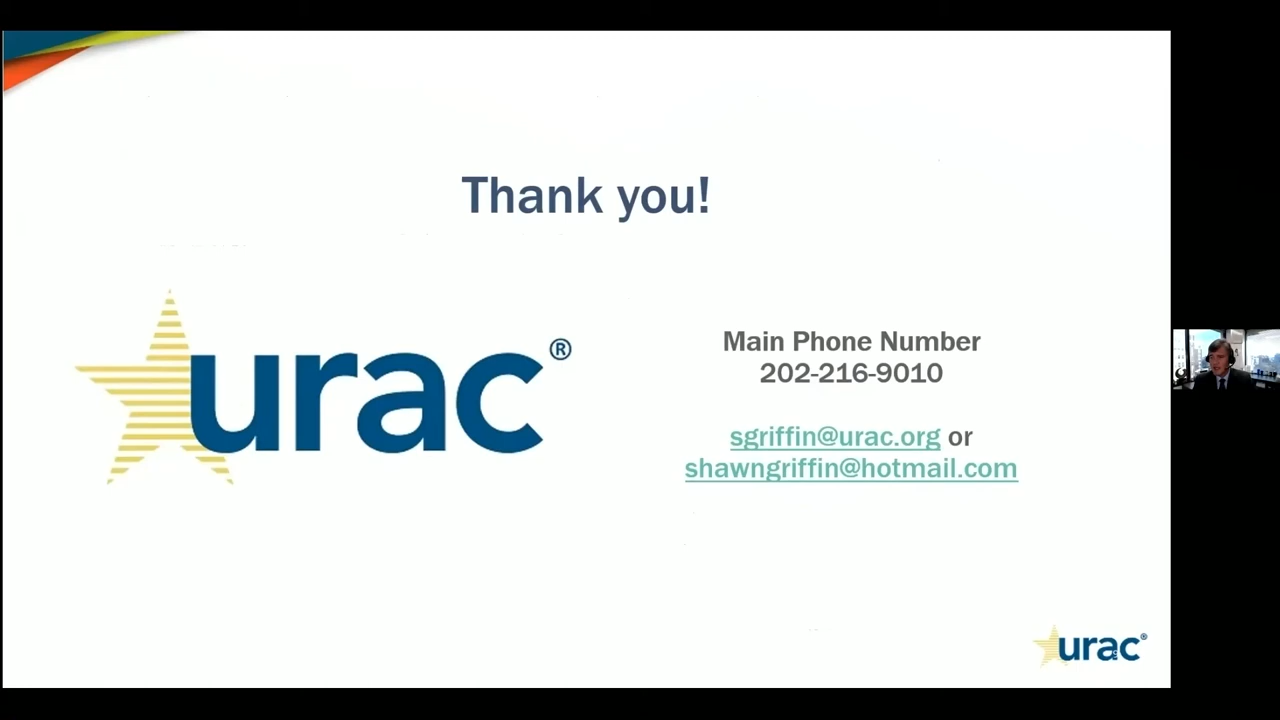 Thank you!
urac®
Main Phone Number
202-216-9010
sgriffin@urac.org or
shawngriffin@hotmail.com
urac®